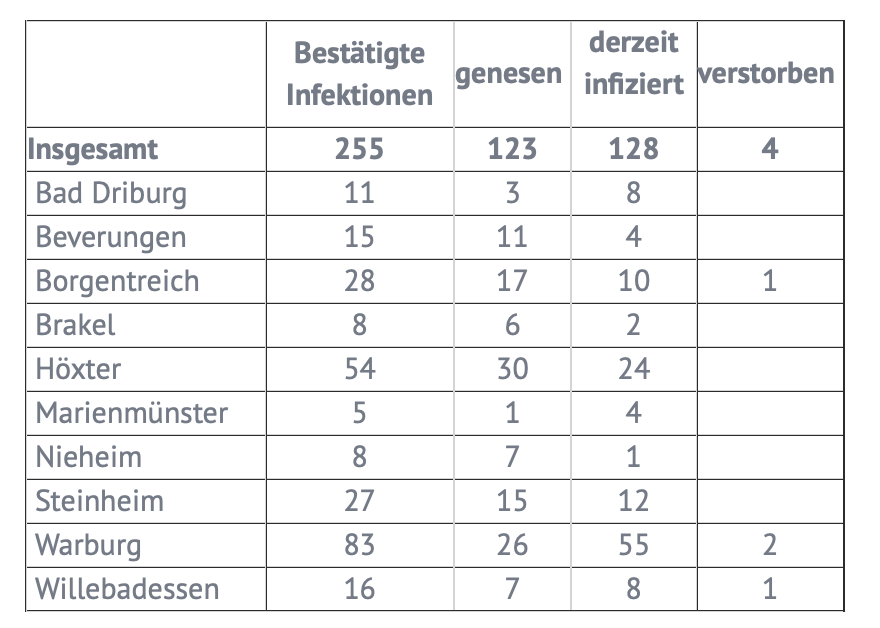 Bestätigte Infektionen genesen derzeit infiziert verstorben
Insgesamt 255 123 128 4
Bad Driburg 11 3 8
Beverungen 15 11 4
Borgentreich 28 17 10 1
Brakel 8 6 2
Höxter 54 30 24
Marienmünster 5 1 4
Nieheim 8 7 1
Steinheim 27 15 12
Warburg 83 26 55 2
Willebadessen 16 7 8 1